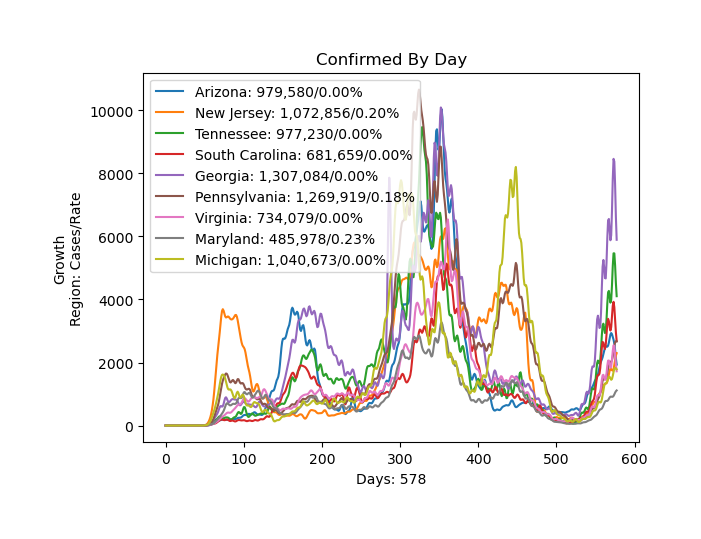 Confirmed By Day
Arizona: 979,580/0.00%
New Jersey: 1,072,856/0.20%
Tennessee: 977,230/0.00%
South Carolina: 681,659/0.00%
Georgia: 1,307,084/0.00%
Pennsylvania: 1,269,919/0.18%
Virginia: 734,079/0.00%
Maryland: 485,978/0.23%
Michigan: 1,040,673/0.00%
10000
8000
6000
4000
2000
0
Growth
Region: Cases/Rate
0 100 200 300 400 500 600
Days: 578